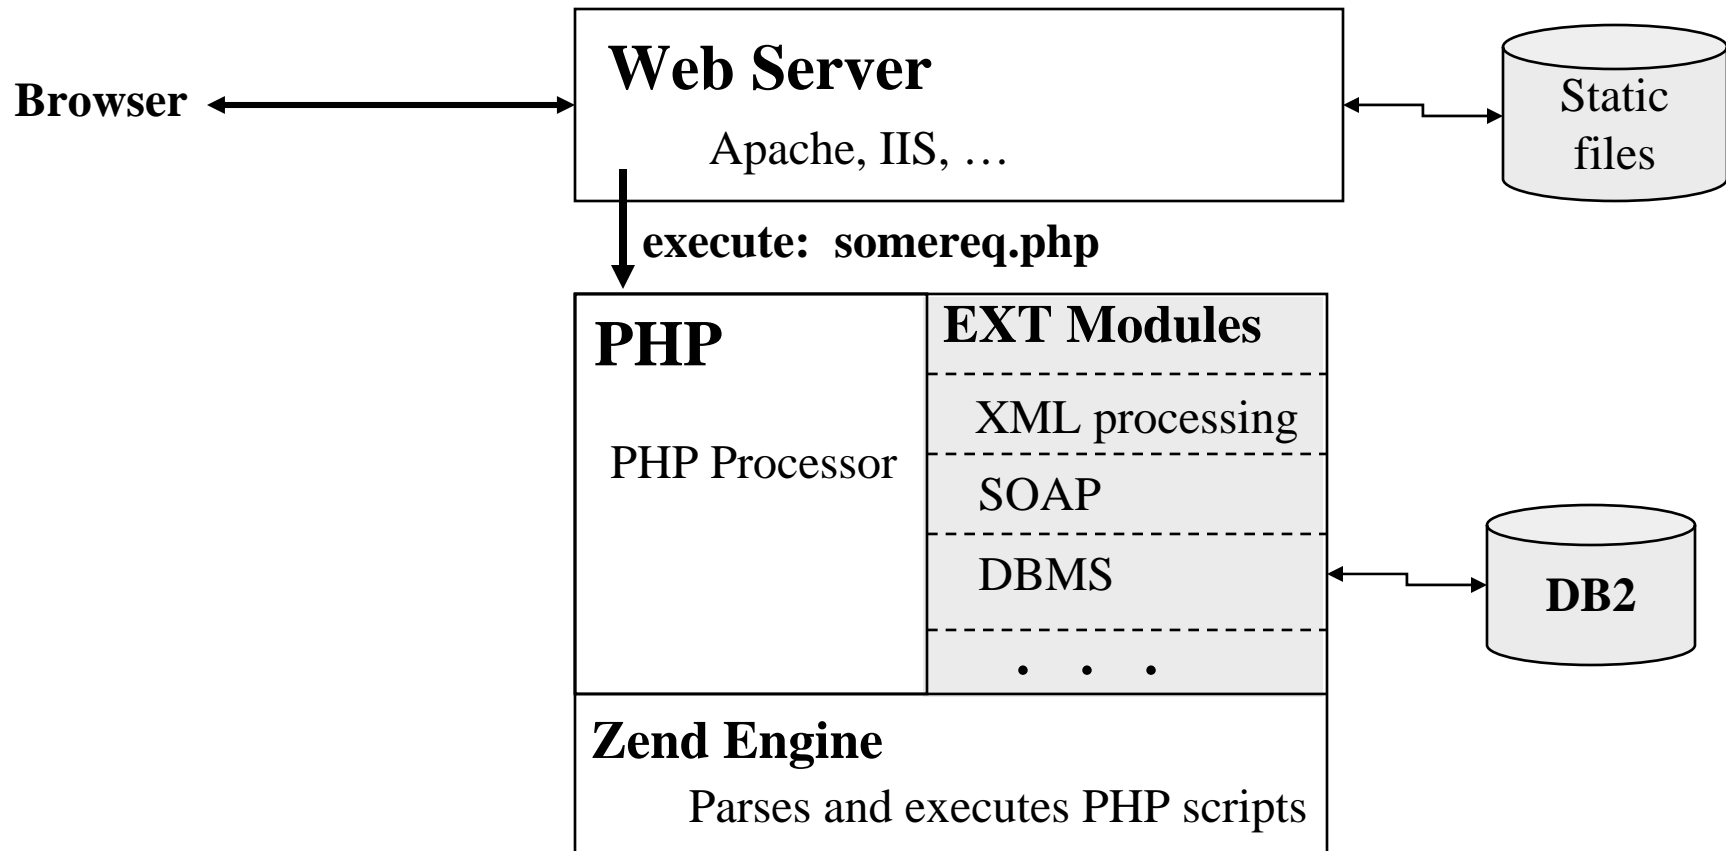 Web Server
Browser
Apache, IIS, …
Static
files
execute: somereq.php
PHP
EXT Modules
PHP Processor
XML processing
SOAP
DBMS
. . .
DB2
Zend Engine
Parses and executes PHP scripts